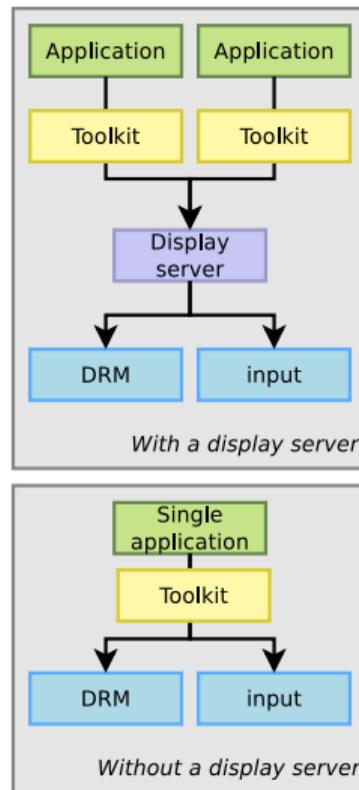 Application Application
Toolkit Toolkit
Display
server
DRM input
With a display server
Single
application
Toolkit
DRM input
Without a display server